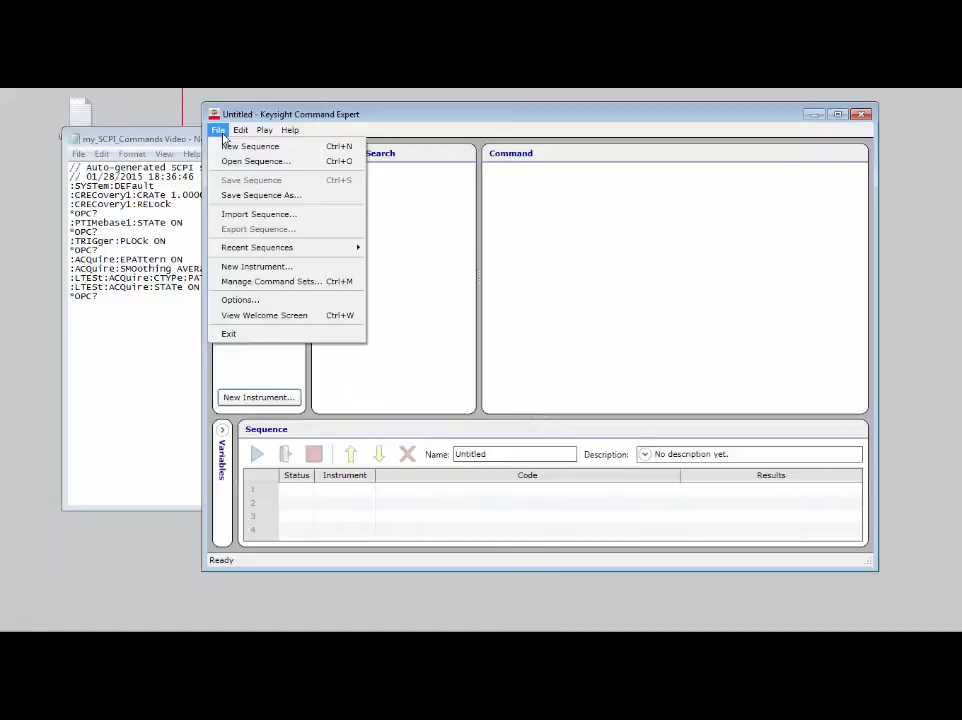 my_SCPI_Commands Video - No
File Edit Format View Help
// Auto-generated SCPI s
// 01/28/2015 18:36:46
:SYSTem:DEFault
:CRECovery1:CRATe 1.0000
:CRECovery1:RELock
*OPC?
:PTIMebase1:STATe ON
*OPC?
:TRIGger:PLOCk ON
*OPC?
:ACQuire:EPATtern ON
:ACQuire:SMOothing AVERA
:LTESt:ACQuire:CTYPe:PAT
:LTESt:ACQuire:STATe ON
*OPC?
Untitled - Keysight Command Expert
File Edit Play Help
New Sequence Ctrl+N
Open Sequence... Ctrl+O
Save Sequence Ctrl+S
Save Sequence As...
Import Sequence...
Export Sequence...
Recent Sequences
New Instrument...
Manage Command Sets... Ctrl+M
Options...
View Welcome Screen Ctrl+W
Exit
Search
Command
New Instrument...
Variables
Sequence
Name: Untitled Description: No description yet.
Status Instrument Code Results
1
2
3
4
Ready